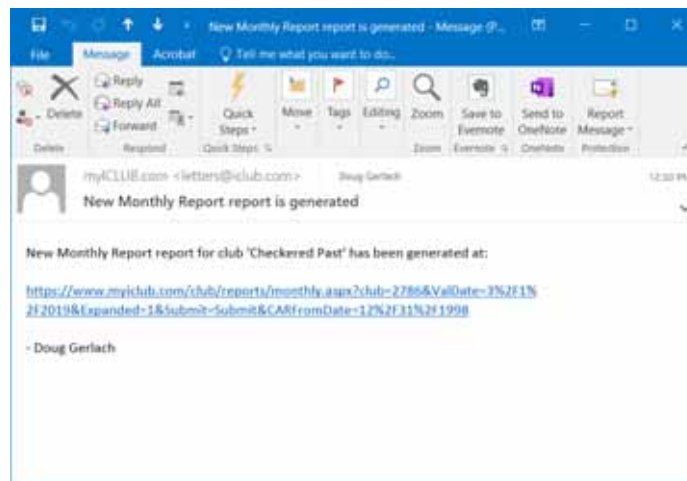 New Monthly Report report is generated - Message (P...
File Message Acrobat Tell me what you want to do...
Delete
Reply
Reply All
Forward
Quick Steps
Move
Tags
Editing
Zoom
Save to Evernote
Send to OneNote
Report Message
Delete Respond Quick Steps Zoom Evernote OneNote Protection
myICLUB.com <letters@iclub.com> Doug Gerlach 12:30 PM
New Monthly Report report is generated
New Monthly Report report for club 'Checkered Past' has been generated at:
https://www.myiclub.com/club/reports/monthly.aspx?club=2786&ValDate=3%2F1%
2F2019&Expanded=1&Submit=Submit&CARFromDate=12%2F31%2F1998
- Doug Gerlach